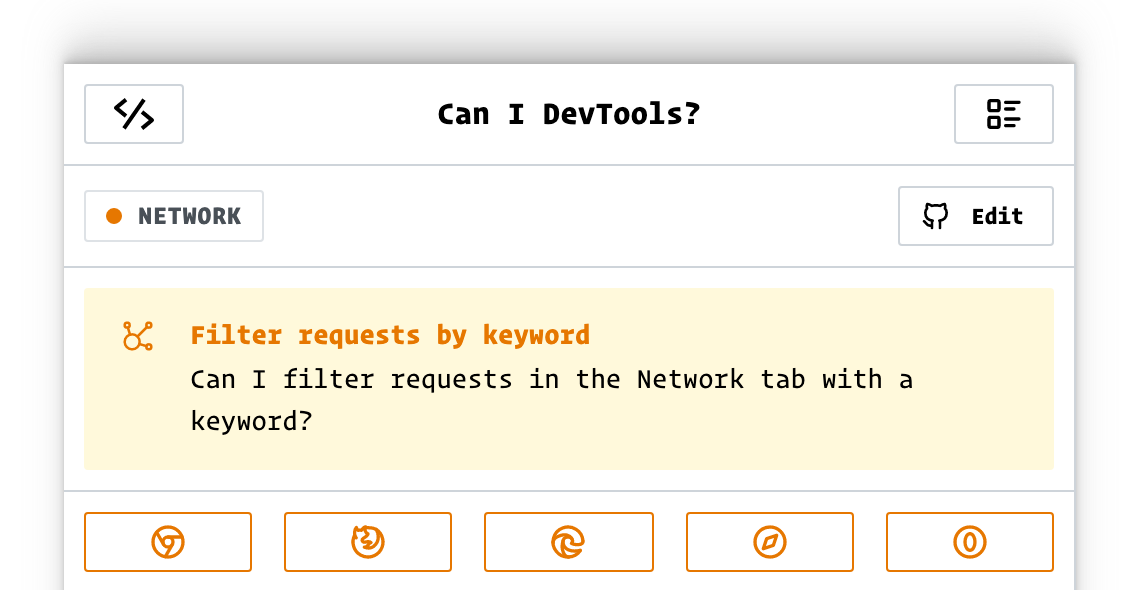 Can I DevTools?
NETWORK
Edit
Filter requests by keyword
Can I filter requests in the Network tab with a
keyword?